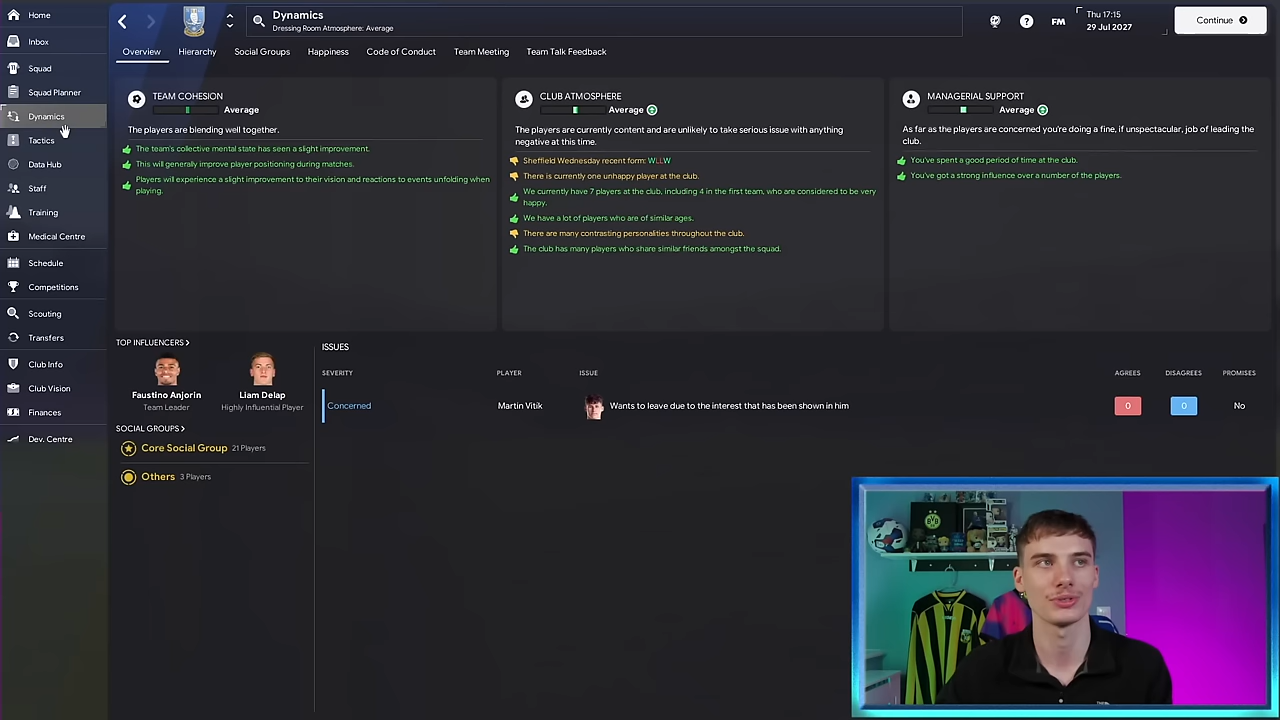 Home
Inbox
Squad
Squad Planner
Dynamics
Tactics
Data Hub
Staff
Training
Medical Centre
Schedule
Competitions
Scouting
Transfers
Club Info
Club Vision
Finances
Dev. Centre
Dynamics
Dressing Room Atmosphere: Average
FM
Thu 17:15
29 Jul 2027
Continue
Overview
Hierarchy
Social Groups
Happiness
Code of Conduct
Team Meeting
Team Talk Feedback
TEAM COHESION
Average
The players are blending well together.
The team's collective mental state has seen a slight improvement.
This will generally improve player positioning during matches.
Players will experience a slight improvement to their vision and reactions to events unfolding when
playing.
CLUB ATMOSPHERE
Average
The players are currently content and are unlikely to take serious issue with anything
negative at this time.
Sheffield Wednesday recent form: WLLW
There is currently one unhappy player at the club.
We currently have 7 players at the club, including 4 in the first team, who are considered to be very
happy.
We have a lot of players who are of similar ages.
There are many contrasting personalities throughout the club.
The club has many players who share similar friends amongst the squad.
MANAGERIAL SUPPORT
Average
As far as the players are concerned you're doing a fine, if unspectacular, job of leading the
club.
You've spent a good period of time at the club.
You've got a strong influence over a number of the players.
TOP INFLUENCERS >
Faustino Anjorin
Team Leader
Liam Delap
Highly Influential Player
SOCIAL GROUPS >
Core Social Group 21 Players
Others 3 Players
ISSUES
SEVERITY
PLAYER
ISSUE
AGREES
DISAGREES
PROMISES
Concerned
Martin Vitík
Wants to leave due to the interest that has been shown in him
0
0
No
BVB
09